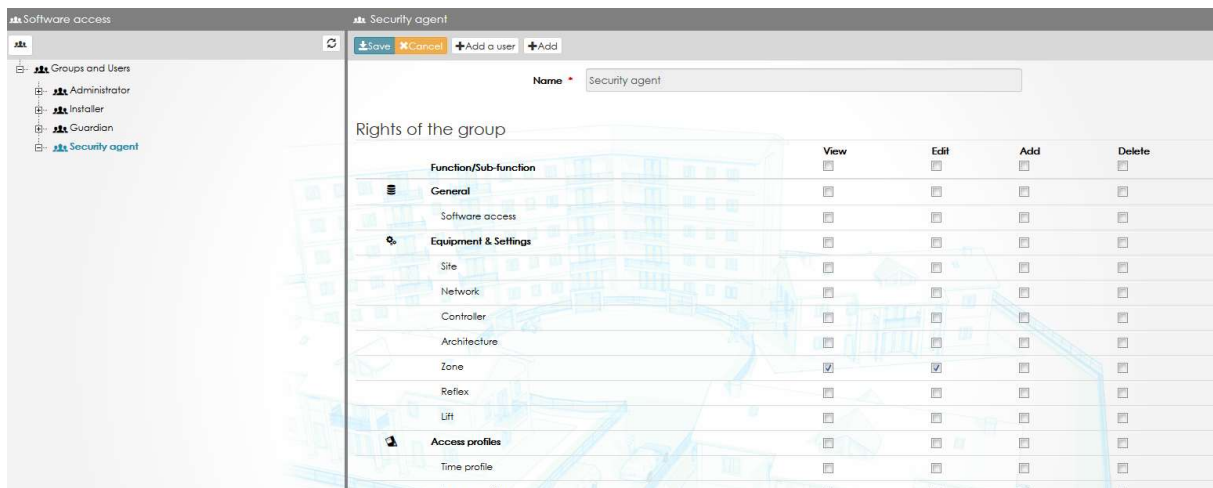 Software access
Security agent
Save Cancel Add a user Add
Groups and Users
Administrator
Installer
Guardian
Security agent
Name * Security agent
Rights of the group
View Edit Add Delete
Function/Sub-function
General
Software access
Equipment & Settings
Site
Network
Controller
Architecture
Zone
Reflex
Lift
Access profiles
Time profile